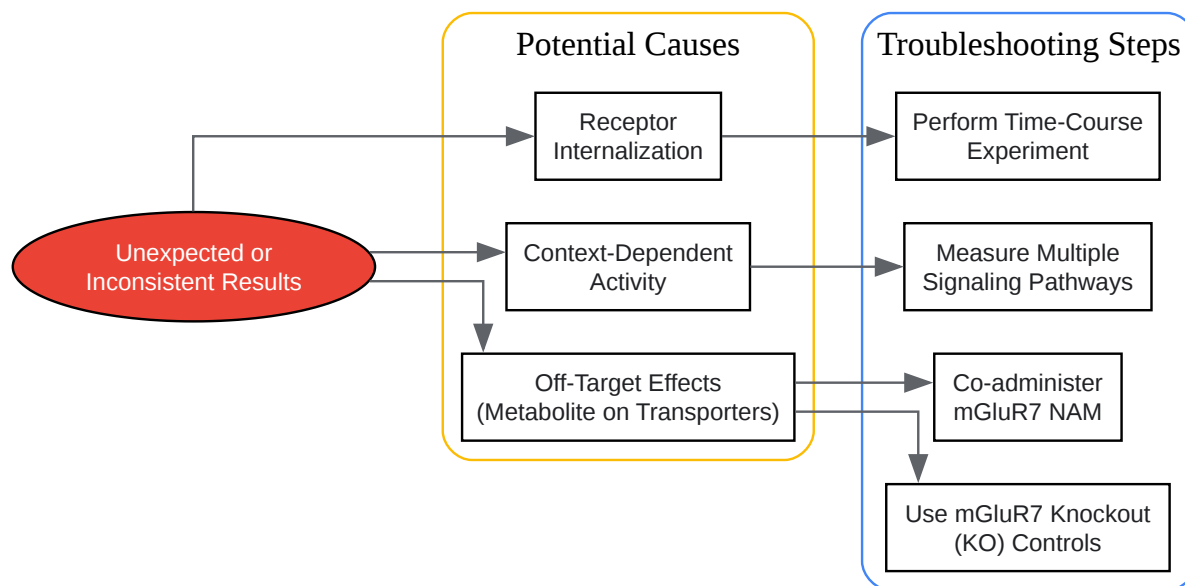 Potential Causes
Troubleshooting Steps
Receptor
Internalization
Perform Time-Course
Experiment
Unexpected or
Inconsistent Results
Context-Dependent
Activity
Measure Multiple
Signaling Pathways
Off-Target Effects
(Metabolite on Transporters)
Co-administer
mGluR7 NAM
Use mGluR7 Knockout
(KO) Controls